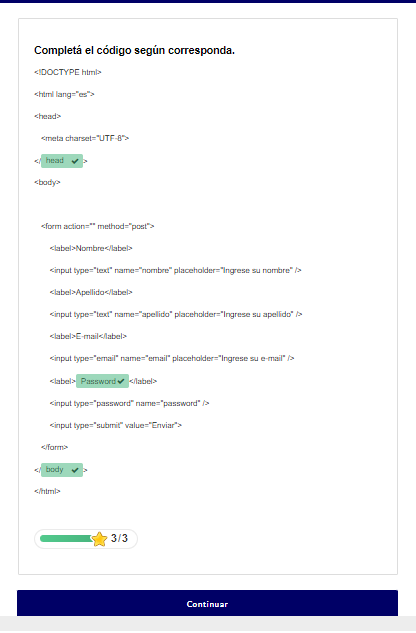 Completá el código según corresponda.
<!DOCTYPE html>
<html lang="es">
<head>
<meta charset="UTF-8">
</ head ✔ >
<body>
<form action="" method="post">
<label>Nombre</label>
<input type="text" name="nombre" placeholder="Ingrese su nombre" />
<label>Apellido</label>
<input type="text" name="apellido" placeholder="Ingrese su apellido" />
<label>E-mail</label>
<input type="email" name="email" placeholder="Ingrese su e-mail" />
<label> Password ✔ </label>
<input type="password" name="password" />
<input type="submit" value="Enviar">
</form>
</ body ✔ >
</html>
3/3
Continuar